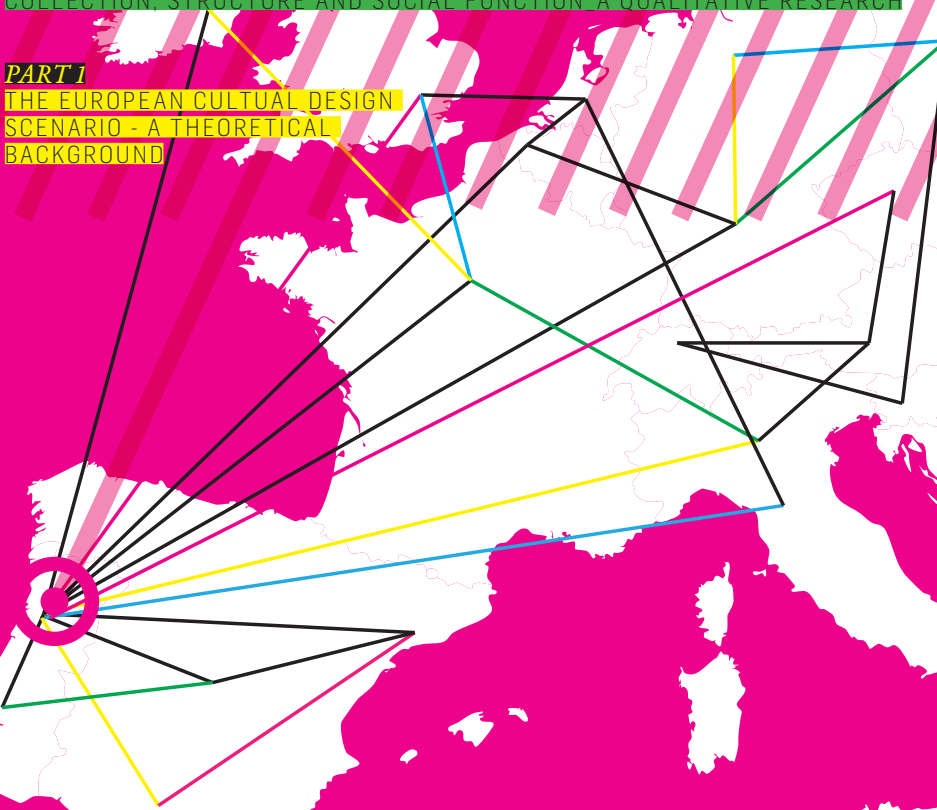 COLLECTION, STRUCTURE AND SOCIAL FUNCTION, A QUALITATIVE RESEARCH
PART 1
THE EUROPEAN CULTUAL DESIGN
SCENARIO - A THEORETICAL
BACKGROUND